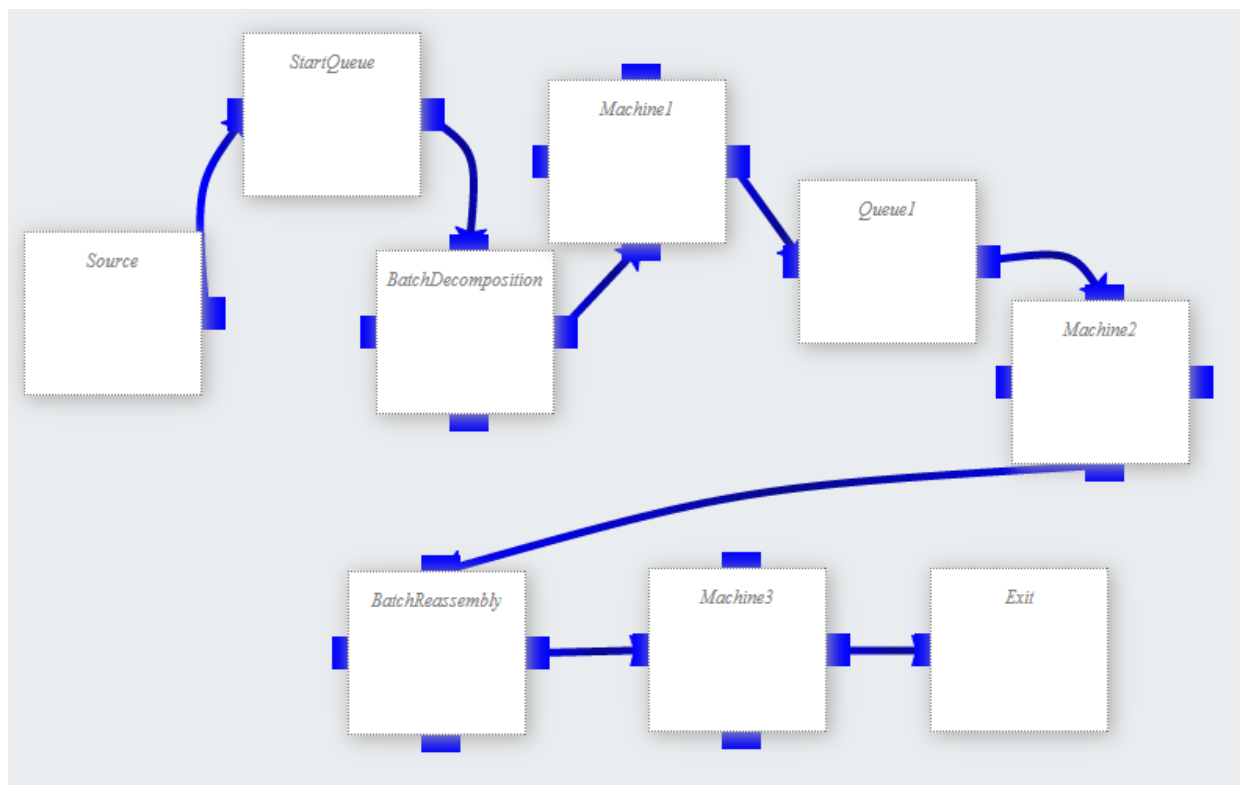 StartQueue
Machine1
Queue1
Source
BatchDecomposition
Machine2
BatchReassembly
Machine3
Exit